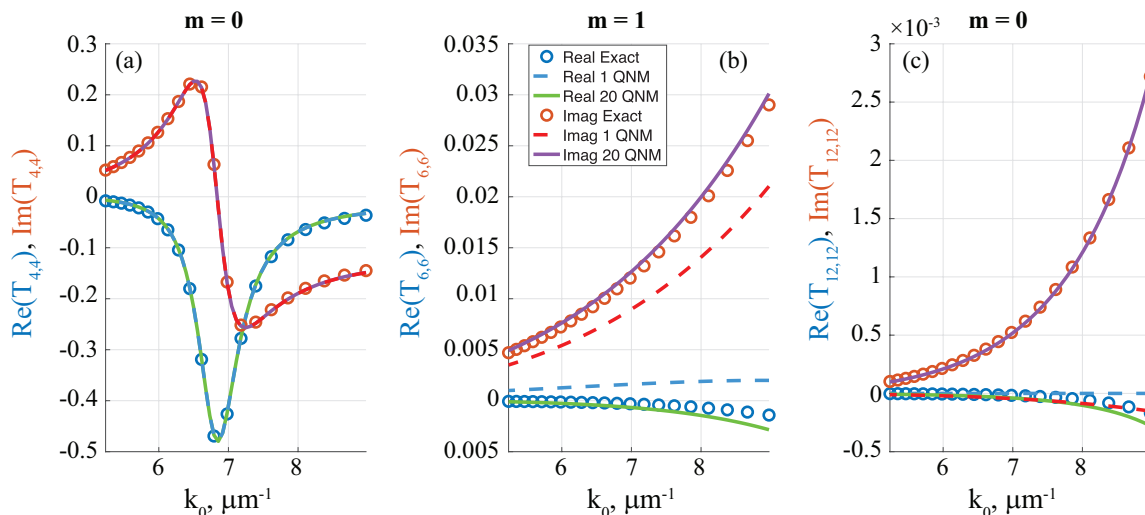 m = 0
m = 1
m = 0
×10⁻³
(a)
(b)
(c)
0.3
0.2
0.1
0
-0.1
-0.2
-0.3
-0.4
-0.5
Re(T4,4), Im(T4,4)
6
7
8
k0, μm⁻¹
0.035
0.03
0.025
0.02
0.015
0.01
0.005
0
0.005
Re(T6,6), Im(T6,6)
Real Exact
Real 1 QNM
Real 20 QNM
Imag Exact
Imag 1 QNM
Imag 20 QNM
6
7
8
k0, μm⁻¹
3
2.5
2
1.5
1
0.5
0
-0.5
Re(T12,12), Im(T12,12)
6
7
8
k0, μm⁻¹